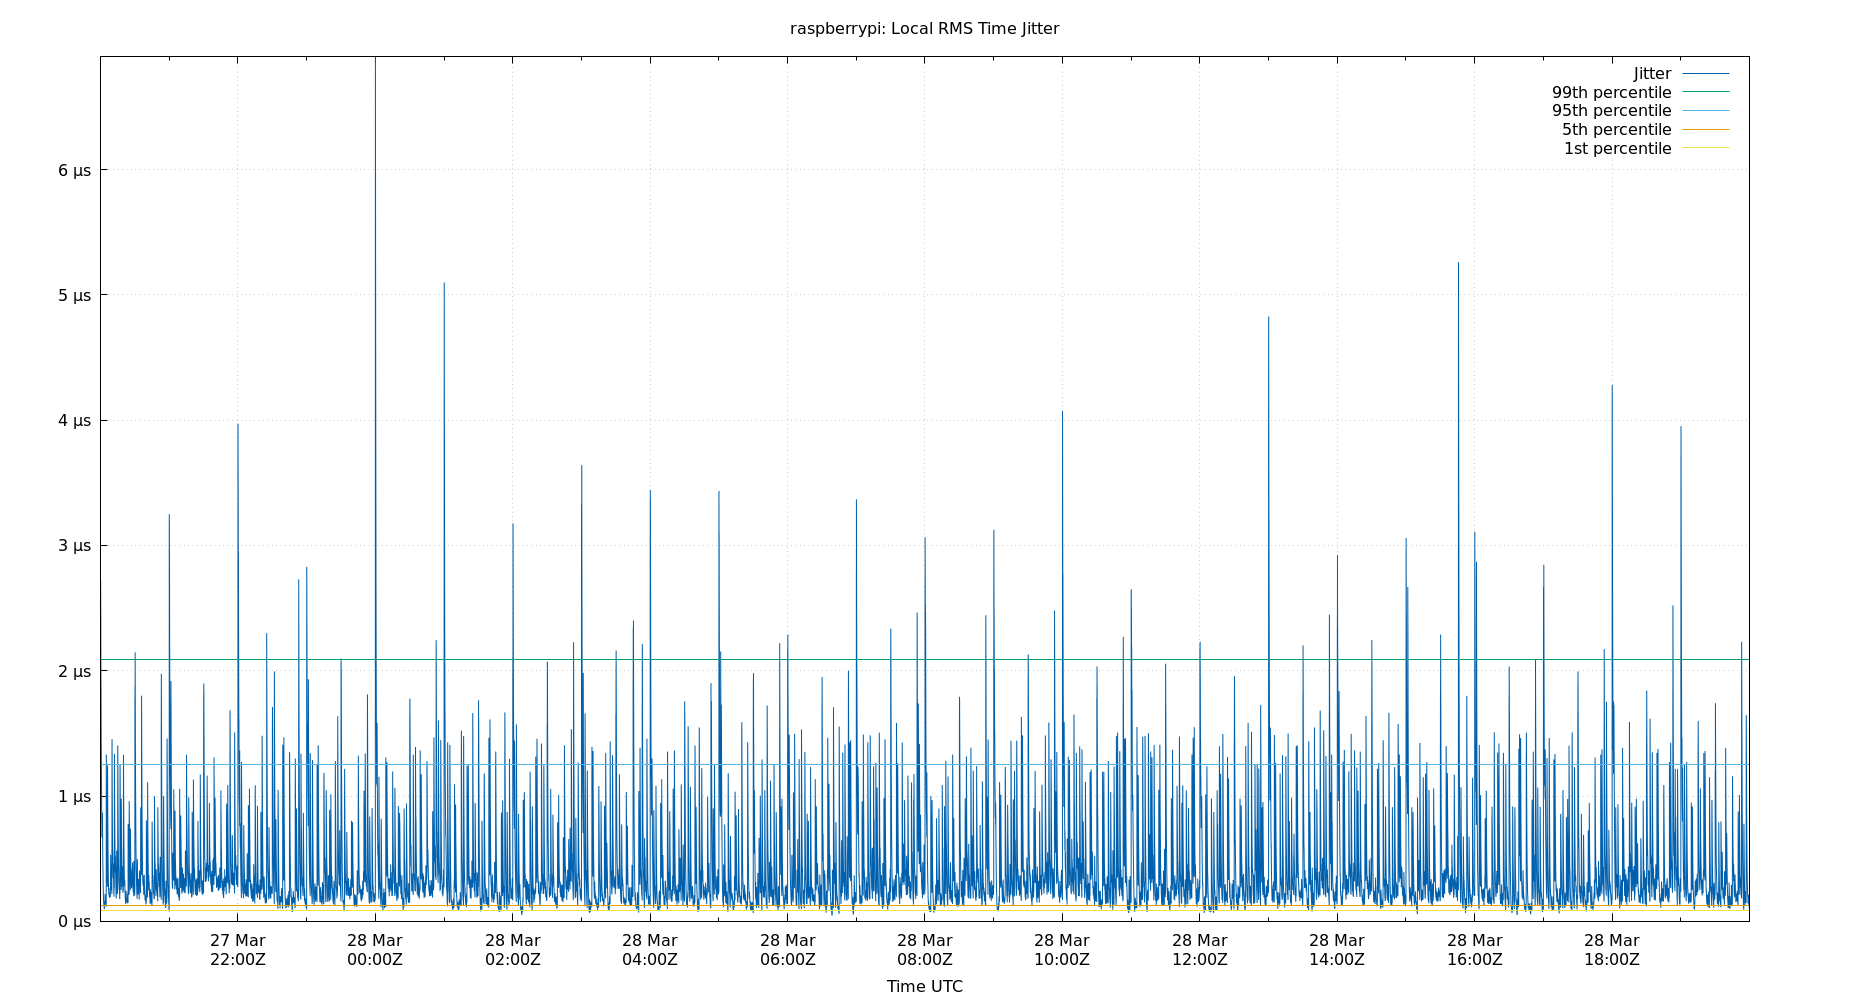 raspberrypi: Local RMS Time Jitter
Jitter
99th percentile
95th percentile
5th percentile
1st percentile
6 µs
5 µs
4 µs
3 µs
2 µs
1 µs
0 µs
27 Mar 28 Mar 28 Mar 28 Mar 28 Mar 28 Mar 28 Mar 28 Mar 28 Mar 28 Mar 28 Mar
22:00Z 00:00Z 02:00Z 04:00Z 06:00Z 08:00Z 10:00Z 12:00Z 14:00Z 16:00Z 18:00Z
Time UTC